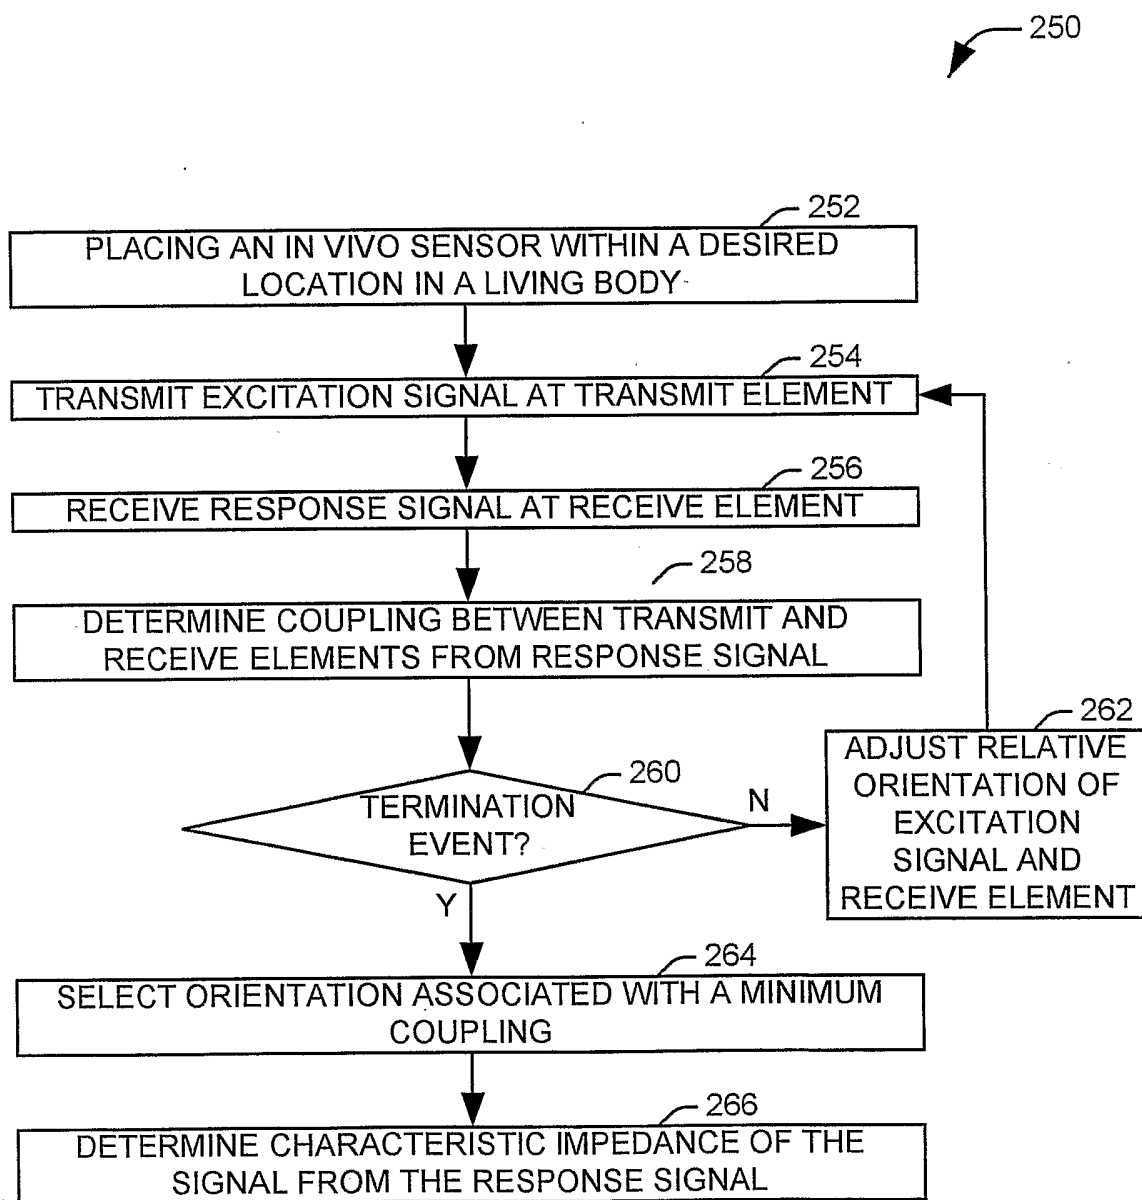 250
252
PLACING AN IN VIVO SENSOR WITHIN A DESIRED
LOCATION IN A LIVING BODY
254
TRANSMIT EXCITATION SIGNAL AT TRANSMIT ELEMENT
256
RECEIVE RESPONSE SIGNAL AT RECEIVE ELEMENT
258
DETERMINE COUPLING BETWEEN TRANSMIT AND
RECEIVE ELEMENTS FROM RESPONSE SIGNAL
260
TERMINATION
EVENT?
N
262
ADJUST RELATIVE
ORIENTATION OF
EXCITATION
SIGNAL AND
RECEIVE ELEMENT
Y
264
SELECT ORIENTATION ASSOCIATED WITH A MINIMUM
COUPLING
266
DETERMINE CHARACTERISTIC IMPEDANCE OF THE
SIGNAL FROM THE RESPONSE SIGNAL